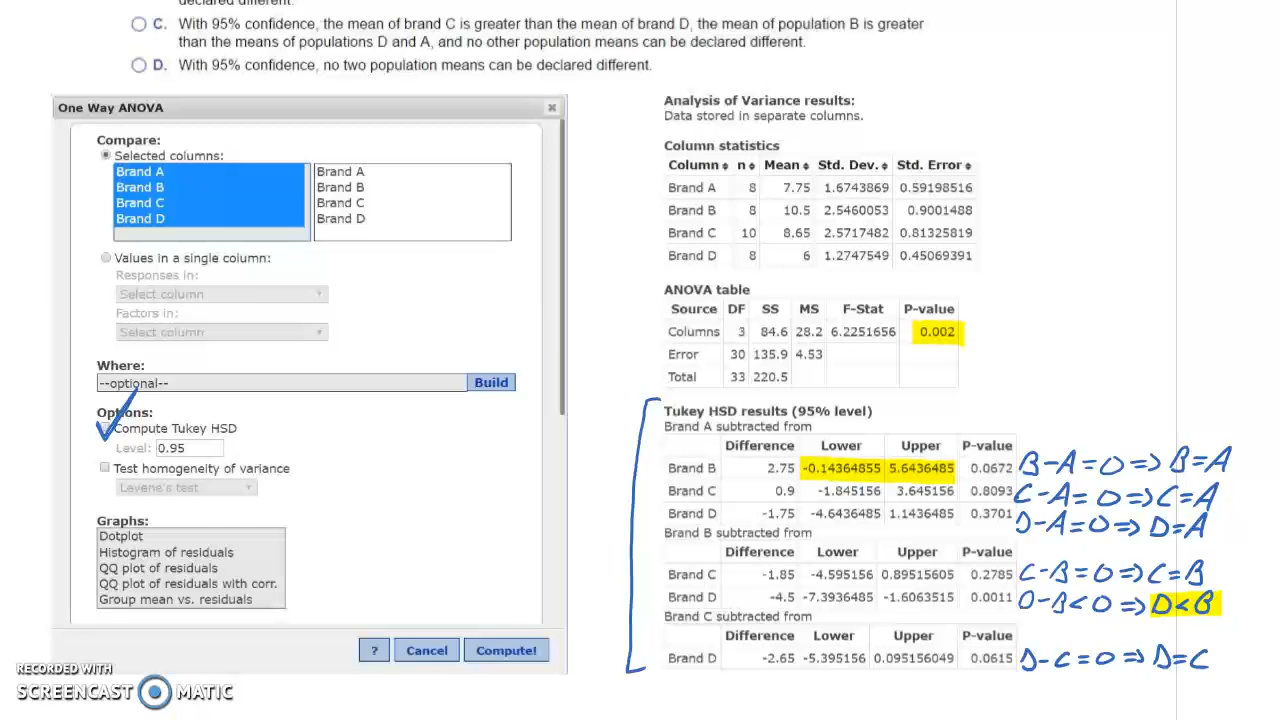 declared different.
C. With 95% confidence, the mean of brand C is greater than the mean of brand D, the mean of population B is greater
than the means of populations D and A, and no other population means can be declared different.
D. With 95% confidence, no two population means can be declared different.
One Way ANOVA
Compare:
Selected columns:
Brand A Brand A
Brand B Brand B
Brand C Brand C
Brand D Brand D
Values in a single column:
Responses in:
Select column
Factors in:
Select column
Where:
--optional-- Build
Options:
Compute Tukey HSD
Level: 0.95
Test homogeneity of variance
Levene's test
Graphs:
Dotplot
Histogram of residuals
QQ plot of residuals
QQ plot of residuals with corr.
Group mean vs. residuals
? Cancel Compute!
Analysis of Variance results:
Data stored in separate columns.
Column statistics
Column n Mean Std. Dev. Std. Error
Brand A 8 7.75 1.6743869 0.59198516
Brand B 8 10.5 2.5460053 0.9001488
Brand C 10 8.65 2.5717482 0.81325819
Brand D 8 6 1.2747549 0.45069391
ANOVA table
Source DF SS MS F-Stat P-value
Columns 3 84.6 28.2 6.2251656 0.002
Error 30 135.9 4.53
Total 33 220.5
Tukey HSD results (95% level)
Brand A subtracted from
Difference Lower Upper P-value
Brand B 2.75 -0.14364855 5.6436485 0.0672 B-A=0⇒B=A
Brand C 0.9 -1.845156 3.645156 0.8093 C-A=0⇒C=A
Brand D -1.75 -4.6436485 1.1436485 0.3701 D-A=0⇒D=A
Brand B subtracted from
Difference Lower Upper P-value
Brand C -1.85 -4.595156 0.89515605 0.2785 C-B=0⇒C=B
Brand D -4.5 -7.3936485 -1.6063515 0.0011 D-B<0⇒D<B
Brand C subtracted from
Difference Lower Upper P-value
Brand D -2.65 -5.395156 0.095156049 0.0615 D-C=0⇒D=C
RECORDED WITH
SCREENCAST MATIC